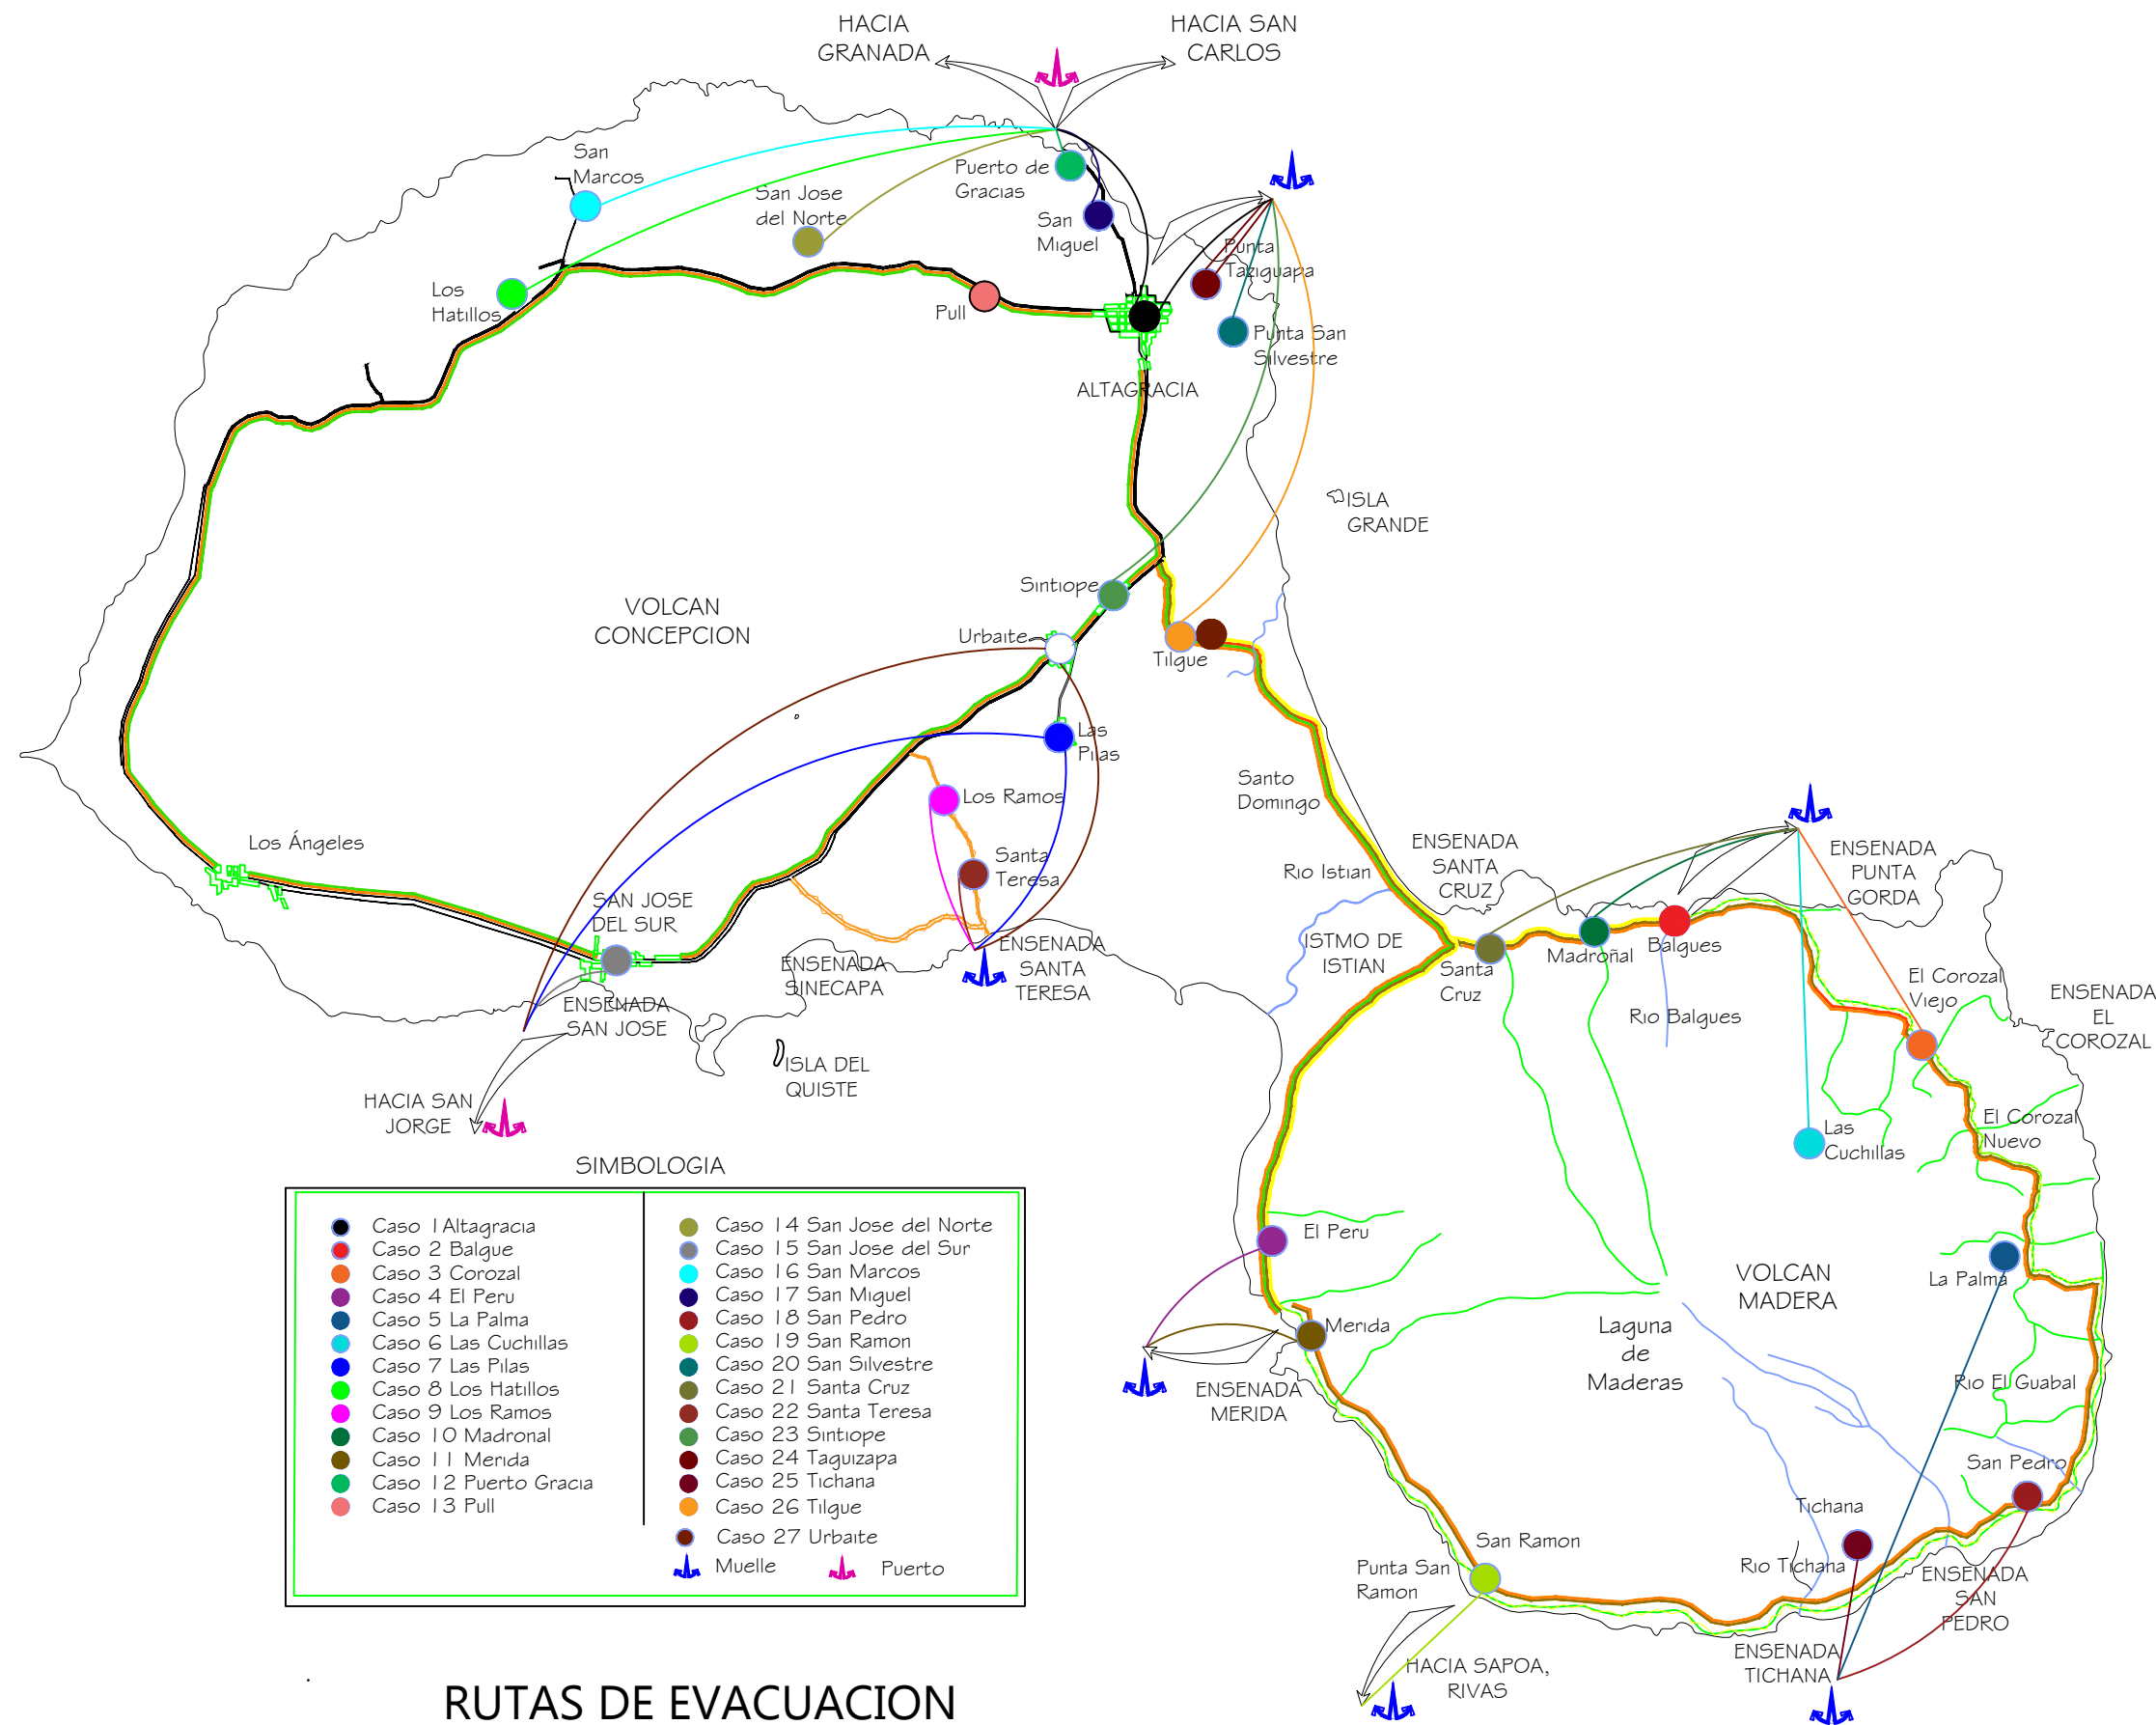 HACIA
GRANADA
HACIA SAN
CARLOS
San
Marcos
San Jose
del Norte
Puerto de
Gracias
San
Miguel
Punta
Taziguapa
Los
Hatillos
Pull
Punta San
Silvestre
ALTAGRACIA
ISLA
GRANDE
Sintiope
VOLCAN
CONCEPCION
Urbaite
Tilgue
Las
Pilas
Los Ramos
Santo
Domingo
Los Ángeles
Santa
Teresa
Rio Istian
ENSENADA
SANTA
CRUZ
ENSENADA
PUNTA
GORDA
SAN JOSE
DEL SUR
ENSENADA
SINECAPA
ENSENADA
SANTA
TERESA
ISTMO DE
ISTIAN
Santa
Cruz
Madroñal
Balgues
El Corozal
Viejo
ENSENADA
EL
COROZAL
ENSENADA
SAN JOSE
Rio Balgues
ISLA DEL
QUISTE
HACIA SAN
JORGE
El Corozal
Nuevo
Las
Cuchillas
SIMBOLOGIA
Caso 1 Altagracia
Caso 2 Balgue
Caso 3 Corozal
Caso 4 El Peru
Caso 5 La Palma
Caso 6 Las Cuchillas
Caso 7 Las Pilas
Caso 8 Los Hatillos
Caso 9 Los Ramos
Caso 10 Madronal
Caso 11 Merida
Caso 12 Puerto Gracia
Caso 13 Pull
Caso 14 San Jose del Norte
Caso 15 San Jose del Sur
Caso 16 San Marcos
Caso 17 San Miguel
Caso 18 San Pedro
Caso 19 San Ramon
Caso 20 San Silvestre
Caso 21 Santa Cruz
Caso 22 Santa Teresa
Caso 23 Sintiope
Caso 24 Taguizapa
Caso 25 Tichana
Caso 26 Tilgue
Caso 27 Urbaite
Muelle
Puerto
El Peru
La Palma
VOLCAN
MADERA
Merida
Laguna
de
Maderas
ENSENADA
MERIDA
Rio El Guabal
San Pedro
Tichana
San Ramon
Punta San
Ramon
Rio Tichana
ENSENADA
SAN
PEDRO
ENSENADA
TICHANA
HACIA SAPOA,
RIVAS
RUTAS DE EVACUACION